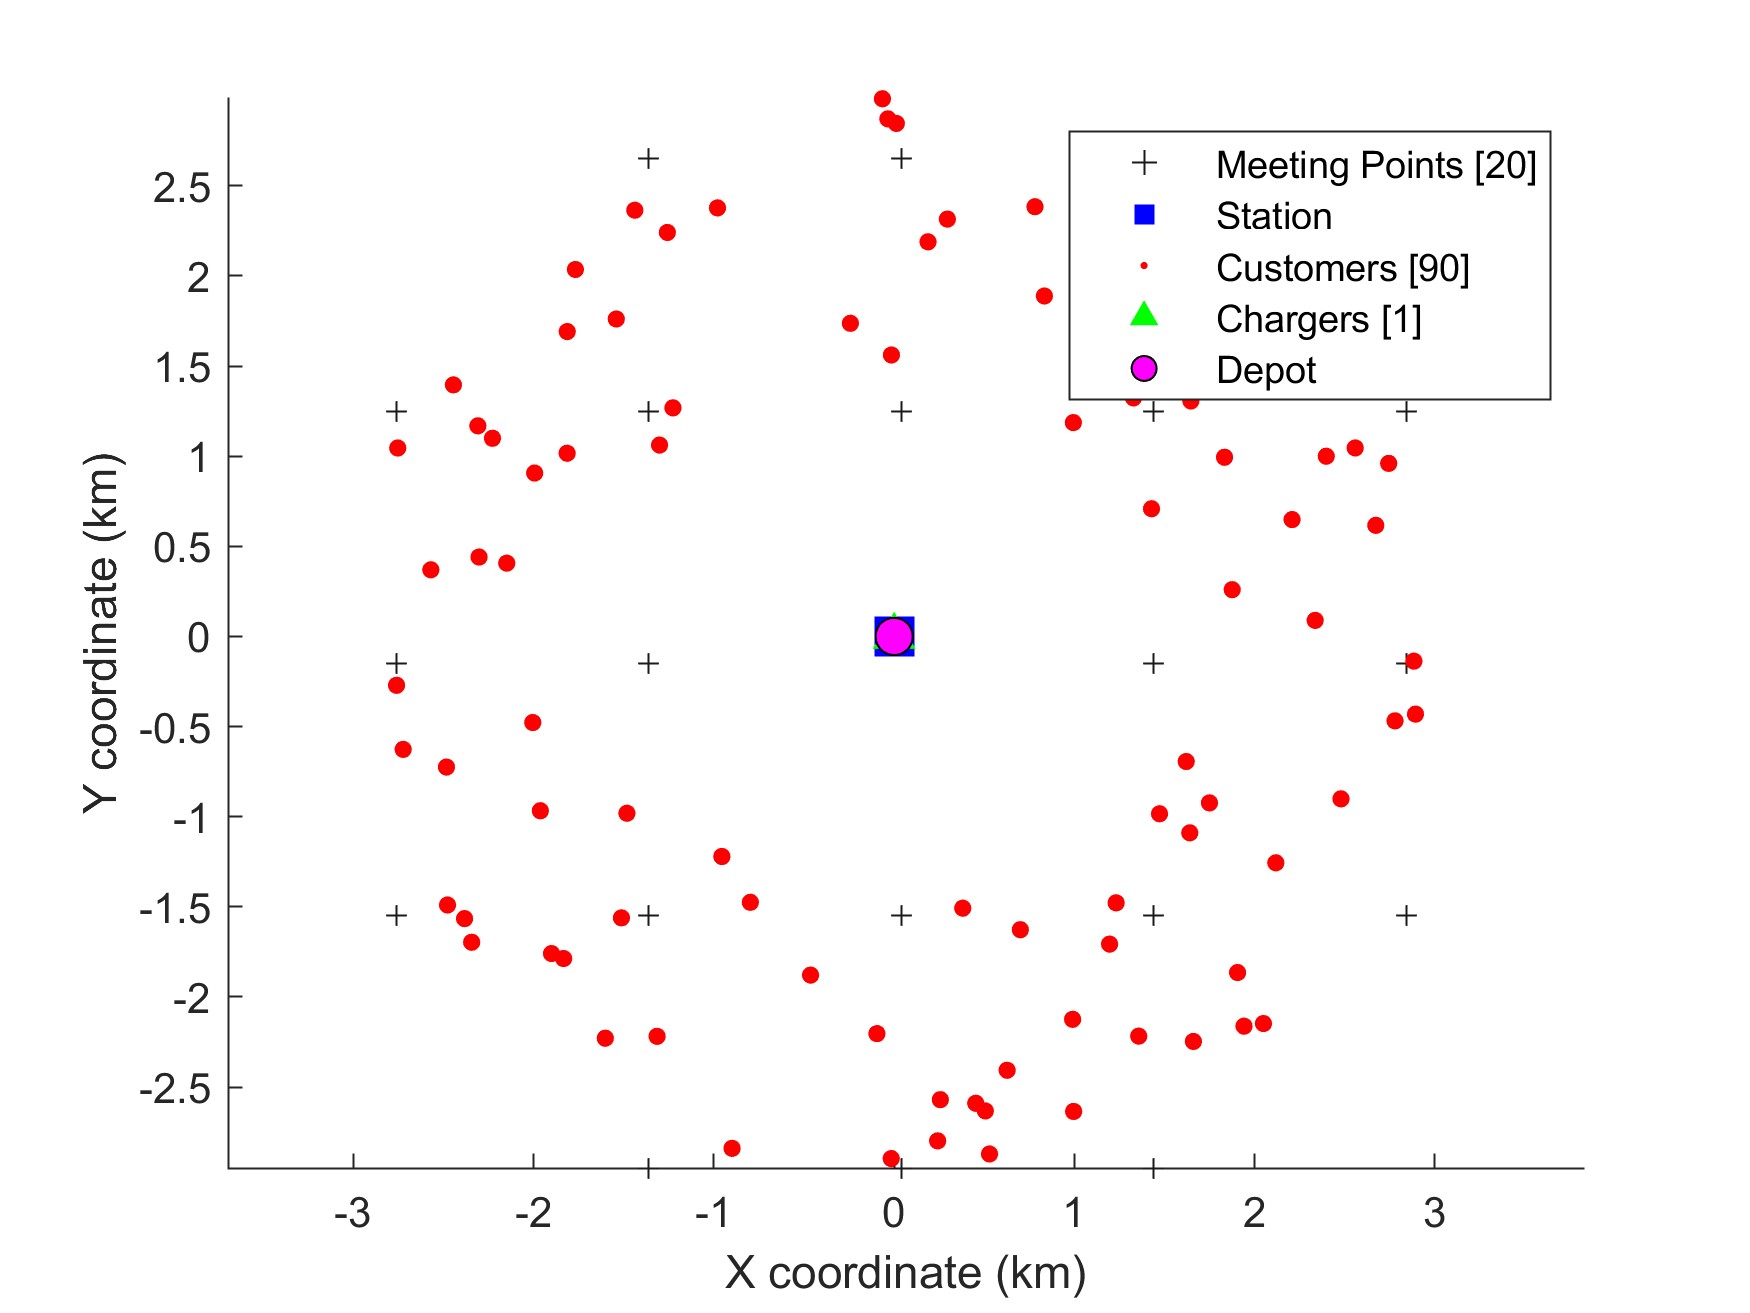 Meeting Points [20]
Station
Customers [90]
Chargers [1]
Depot
2.5
2
1.5
1
0.5
0
-0.5
-1
-1.5
-2
-2.5
Y coordinate (km)
-3 -2 -1 0 1 2 3
X coordinate (km)